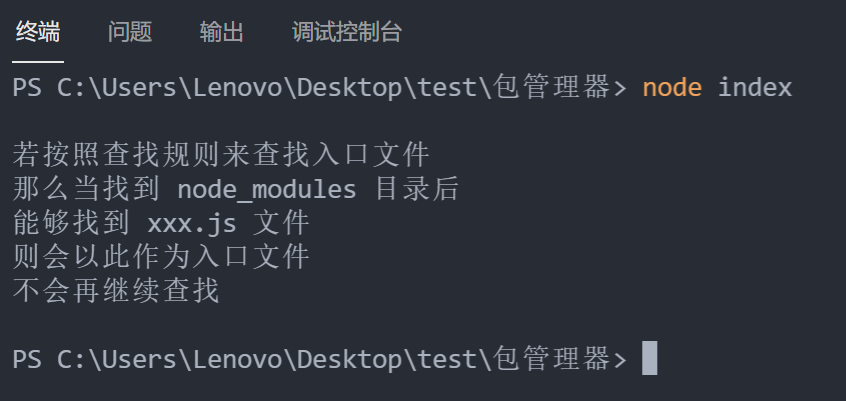 终端 问题 输出 调试控制台
PS C:\Users\Lenovo\Desktop\test\包管理器> node index
若按照查找规则来查找入口文件
那么当找到 node_modules 目录后
能够找到 xxx.js 文件
则会以此作为入口文件
不会再继续查找
PS C:\Users\Lenovo\Desktop\test\包管理器>